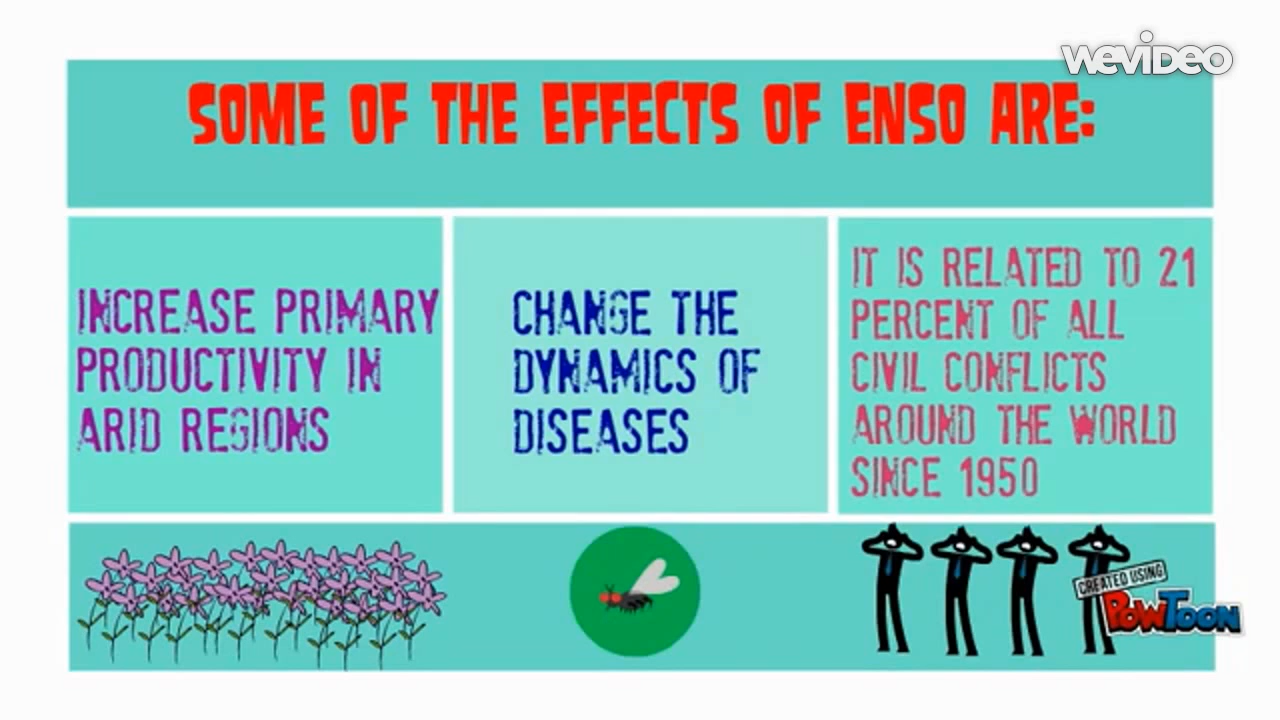 WEVIDEO
SOME OF THE EFFECTS OF ENSO ARE:
INCREASE PRIMARY
PRODUCTIVITY IN
ARID REGIONS
CHANGE THE
DYNAMICS OF
DISEASES
IT IS RELATED TO 21
PERCENT OF ALL
CIVIL CONFLICTS
AROUND THE WORLD
SINCE 1950
CREATED USING
POWTOON